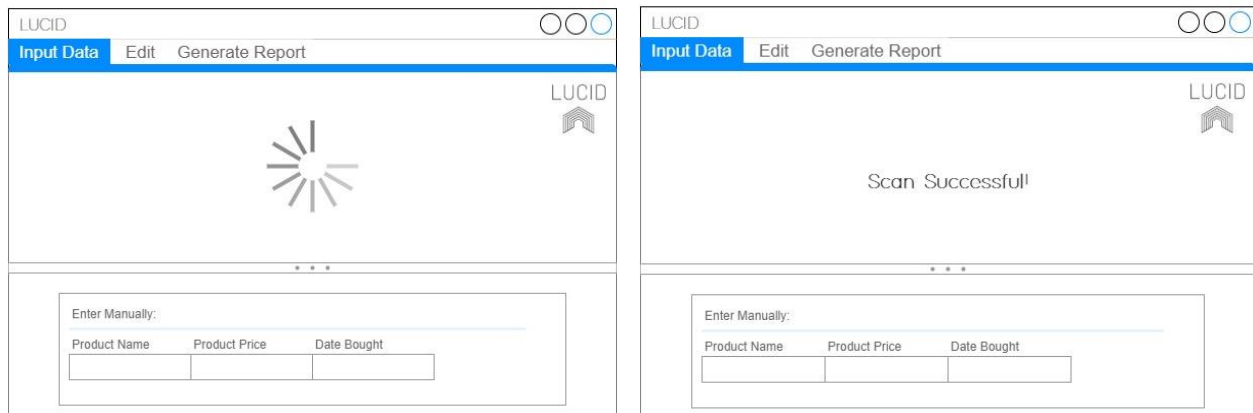 LUCID
Input Data Edit Generate Report
LUCID
Enter Manually:
Product Name Product Price Date Bought
LUCID
Input Data Edit Generate Report
LUCID
Scan Successful!
Enter Manually:
Product Name Product Price Date Bought